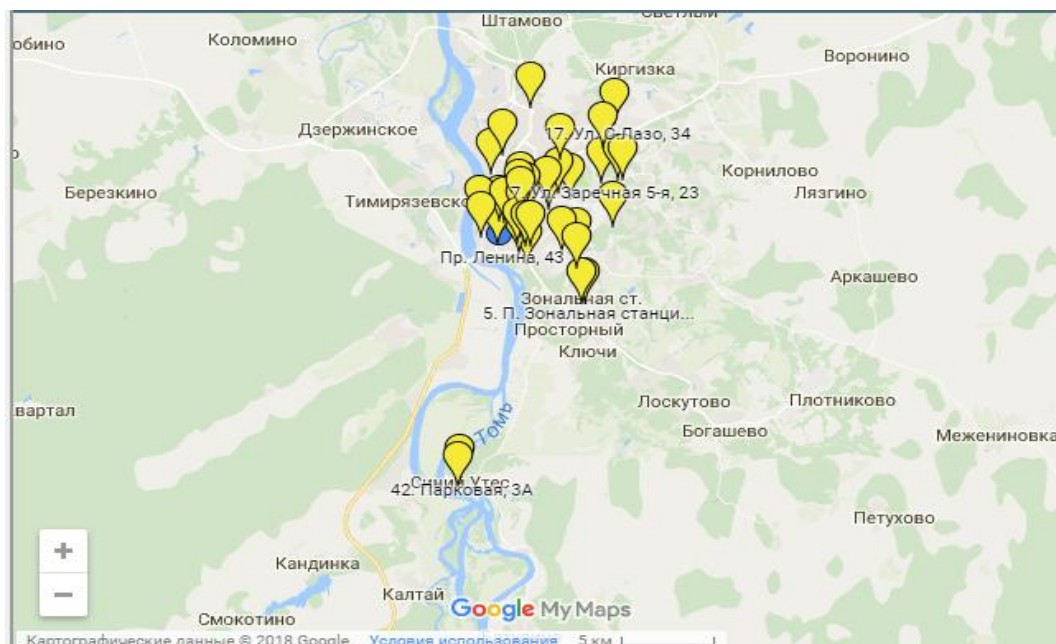 Штамово
Светлый
обино
Коломино
Воронино
Киргизка
Дзержинское
17. Ул. С-Лазо, 34
Корнилово
Березкино
Тимирязевско
7. Ул. Заречная 5-я, 23
Лязгино
Пр. Ленина, 43
Аркашево
Зональная ст.
5. П. Зональная станци...
Просторный
Ключи
Лоскутово
Плотниково
квартал
Томь
Богашево
Межениновка
Синий Утес
42. Парковая, 3А
Петухово
+
Кандинка
−
Калтай
Google My Maps
Смокотино
Картографические данные © 2018 Google Условия использования 5 км